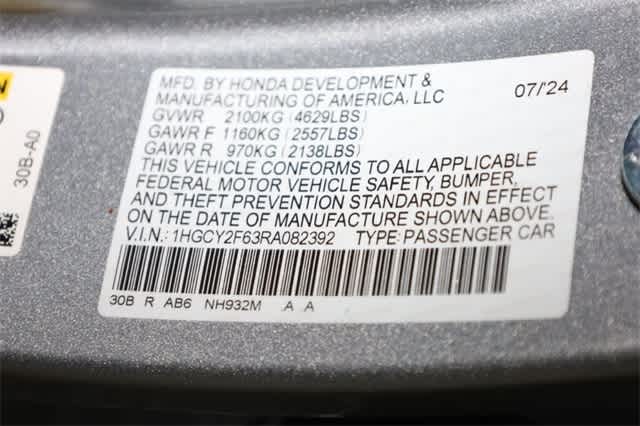 MFD. BY HONDA DEVELOPMENT &
MANUFACTURING OF AMERICA, LLC 07/'24
GVWR 2100KG (4629LBS)
GAWR F 1160KG (2557LBS)
GAWR R 970KG (2138LBS)
THIS VEHICLE CONFORMS TO ALL APPLICABLE
FEDERAL MOTOR VEHICLE SAFETY, BUMPER,
AND THEFT PREVENTION STANDARDS IN EFFECT
ON THE DATE OF MANUFACTURE SHOWN ABOVE.
V.I.N.: 1HGCY2F63RA082392 TYPE: PASSENGER CAR
30B R AB6 NH932M A A
30B-A0